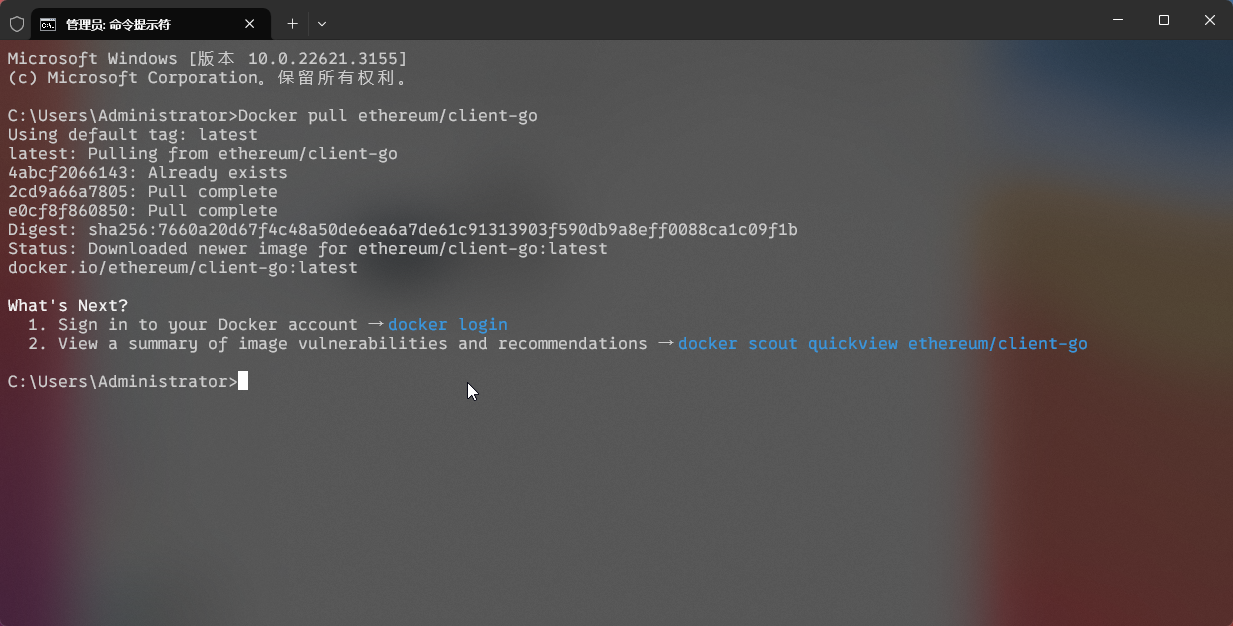 管理员: 命令提示符
Microsoft Windows [版本 10.0.22621.3155]
(c) Microsoft Corporation。保留所有权利。
C:\Users\Administrator>Docker pull ethereum/client-go
Using default tag: latest
latest: Pulling from ethereum/client-go
4abcf2066143: Already exists
2cd9a66a7805: Pull complete
e0cf8f860850: Pull complete
Digest: sha256:7660a20d67f4c48a50de6ea6a7de61c91313903f590db9a8eff0088ca1c09f1b
Status: Downloaded newer image for ethereum/client-go:latest
docker.io/ethereum/client-go:latest
What's Next?
1. Sign in to your Docker account → docker login
2. View a summary of image vulnerabilities and recommendations → docker scout quickview ethereum/client-go
C:\Users\Administrator>